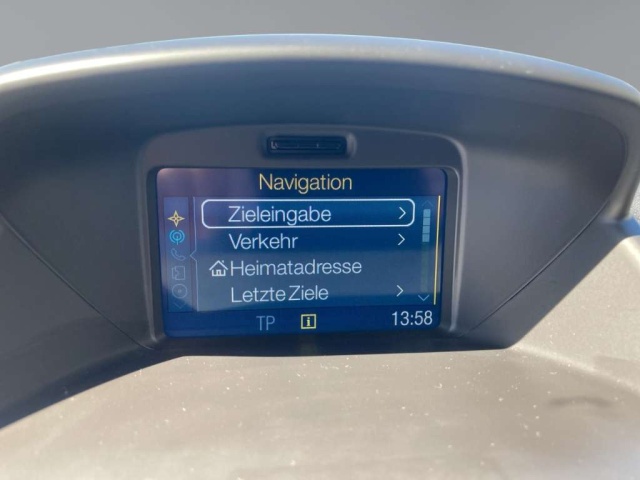 Navigation
Zieleingabe
Verkehr
Heimatadresse
Letzte Ziele
TP i 13:58